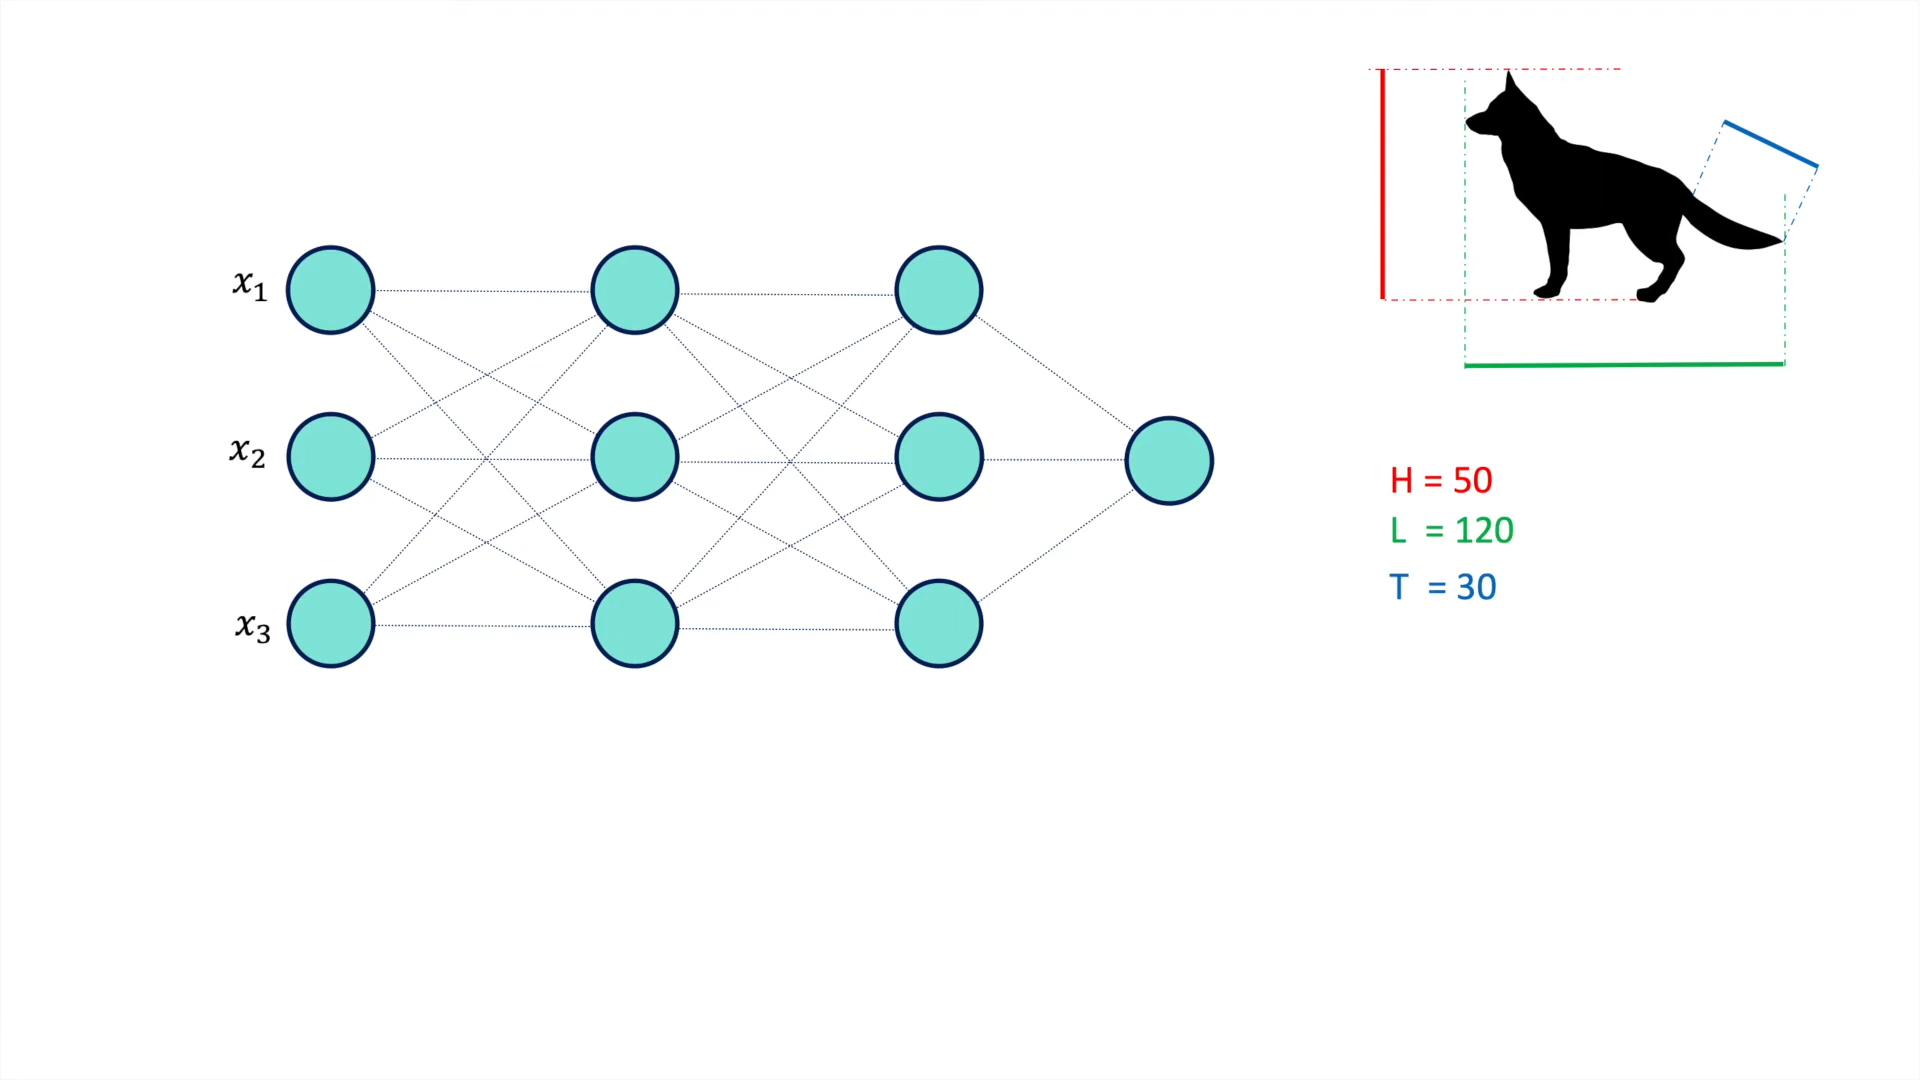 x₁
x₂
x₃
H = 50
L = 120
T = 30